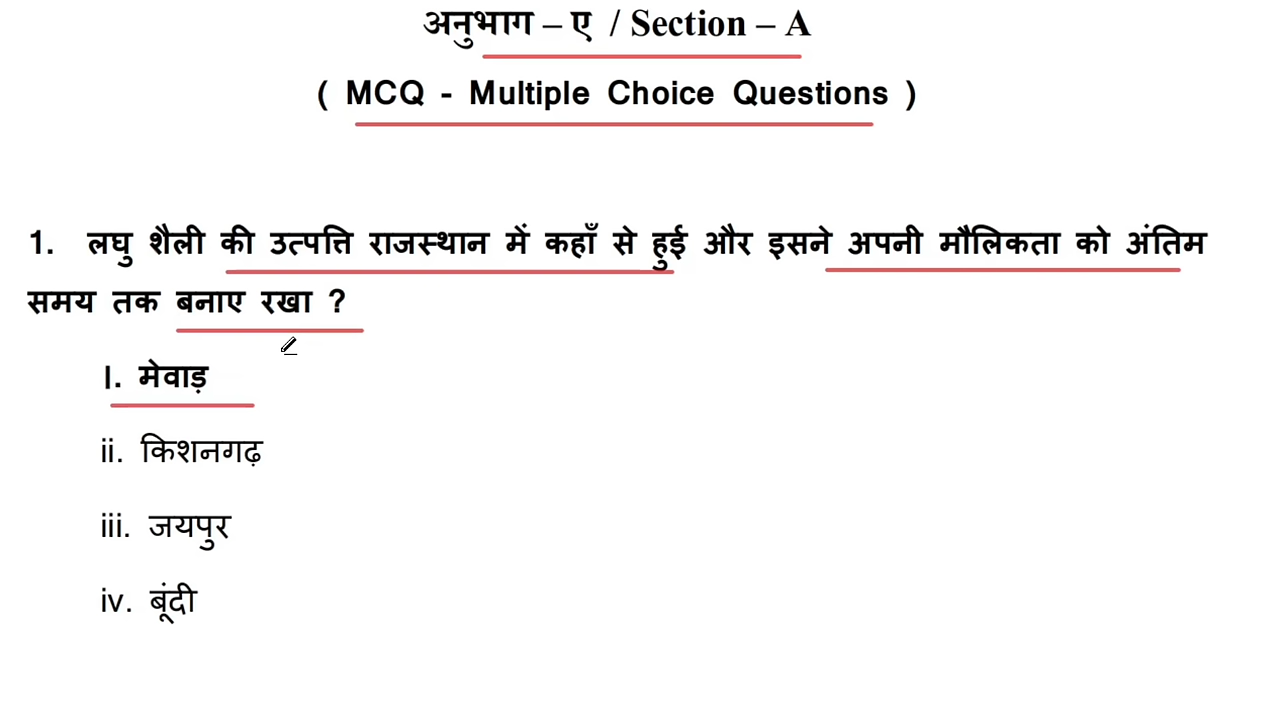 अनुभाग – ए / Section – A
( MCQ - Multiple Choice Questions )
1. लघु शैली की उत्पत्ति राजस्थान में कहाँ से हुई और इसने अपनी मौलिकता को अंतिम
समय तक बनाए रखा ?
I. मेवाड़
ii. किशनगढ़
iii. जयपुर
iv. बूंदी